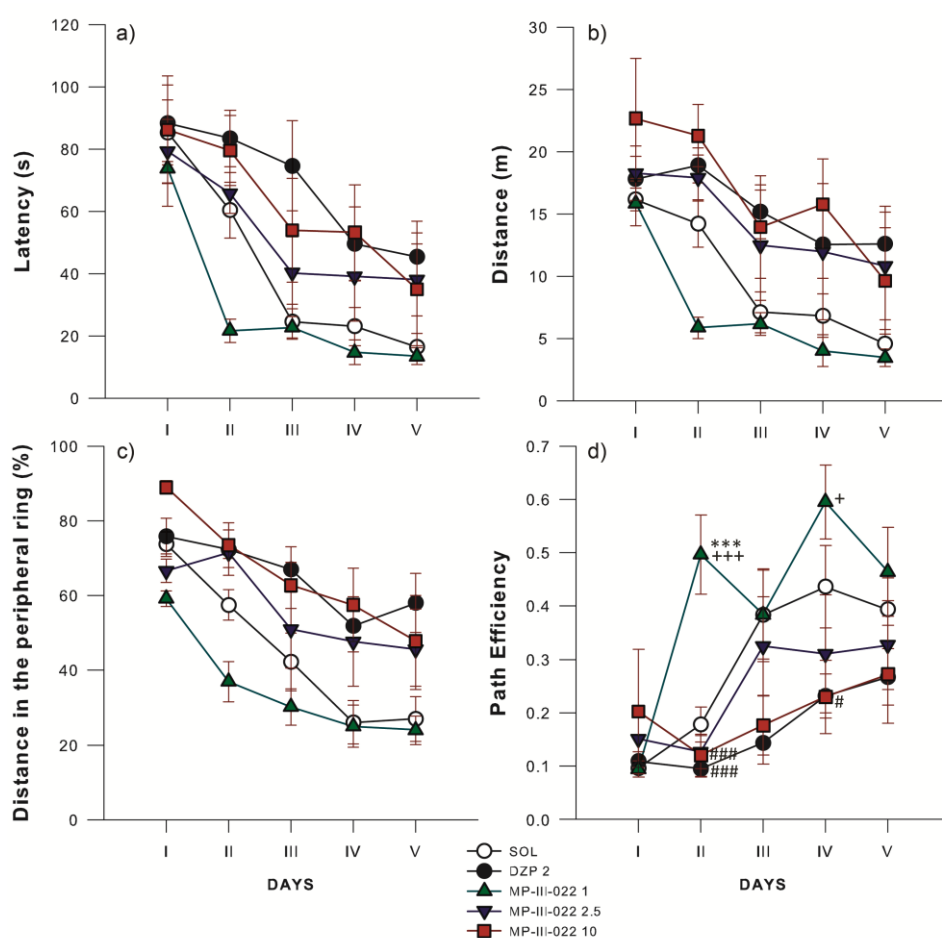 a)
Latency (s)
120
100
80
60
40
20
0
I II III IV V
b)
Distance (m)
30
25
20
15
10
5
0
I II III IV V
c)
Distance in the peripheral ring (%)
100
80
60
40
20
0
I II III IV V
DAYS
d)
Path Efficiency
0.7
0.6
0.5
0.4
0.3
0.2
0.1
0.0
+
***
+++
#
###
###
I II III IV V
DAYS
SOL
DZP 2
MP-III-022 1
MP-III-022 2.5
MP-III-022 10